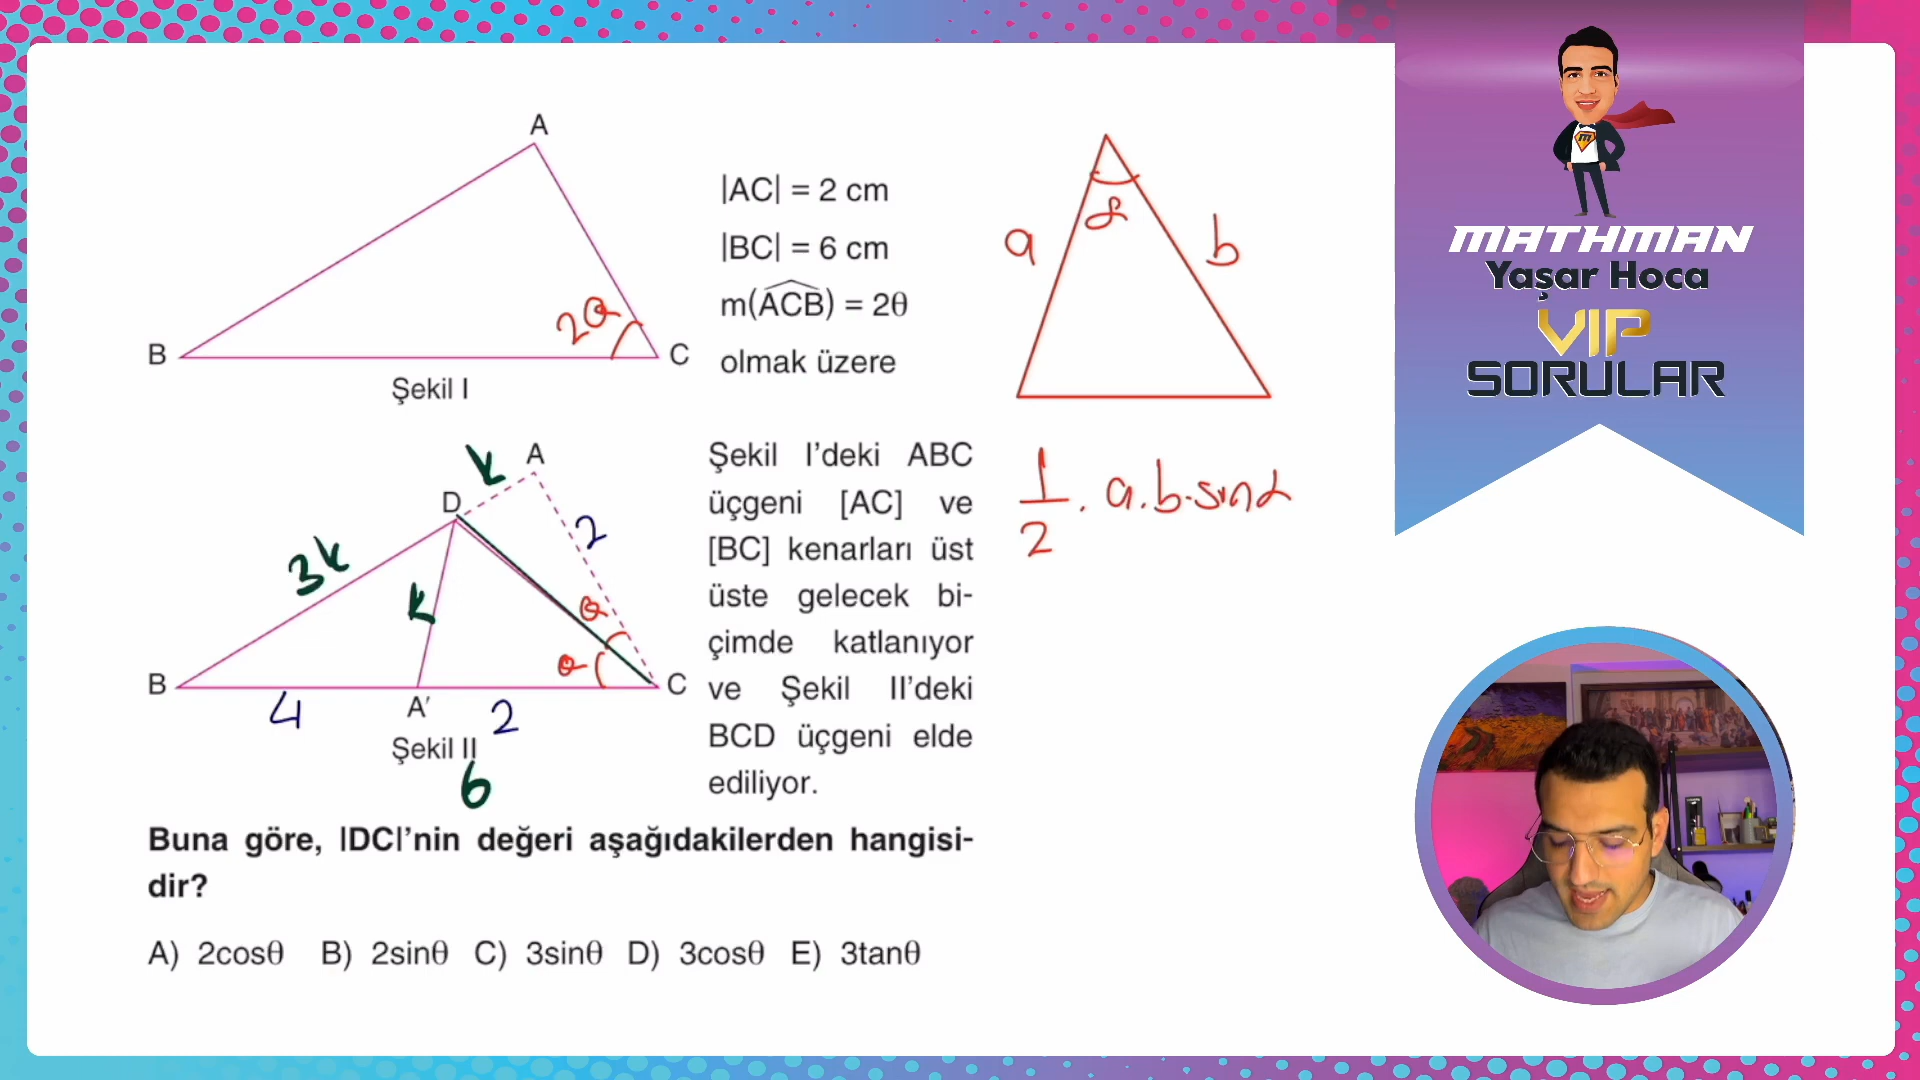 A
B
C
2θ
Şekil I
|AC| = 2 cm
|BC| = 6 cm
m(ACB) = 2θ
olmak üzere
a
α
b
A
k
D
3k
k
2
θ
θ
B
A'
C
4
2
Şekil II
6
Şekil I'deki ABC
üçgeni [AC] ve
[BC] kenarları üst
üste gelecek bi-
çimde katlanıyor
ve Şekil II'deki
BCD üçgeni elde
ediliyor.
1/2 . a.b.sinα
Buna göre, |DC|'nin değeri aşağıdakilerden hangisi-
dir?
A) 2cosθ B) 2sinθ C) 3sinθ D) 3cosθ E) 3tanθ
m
MATHMAN
Yaşar Hoca
VIP
SORULAR